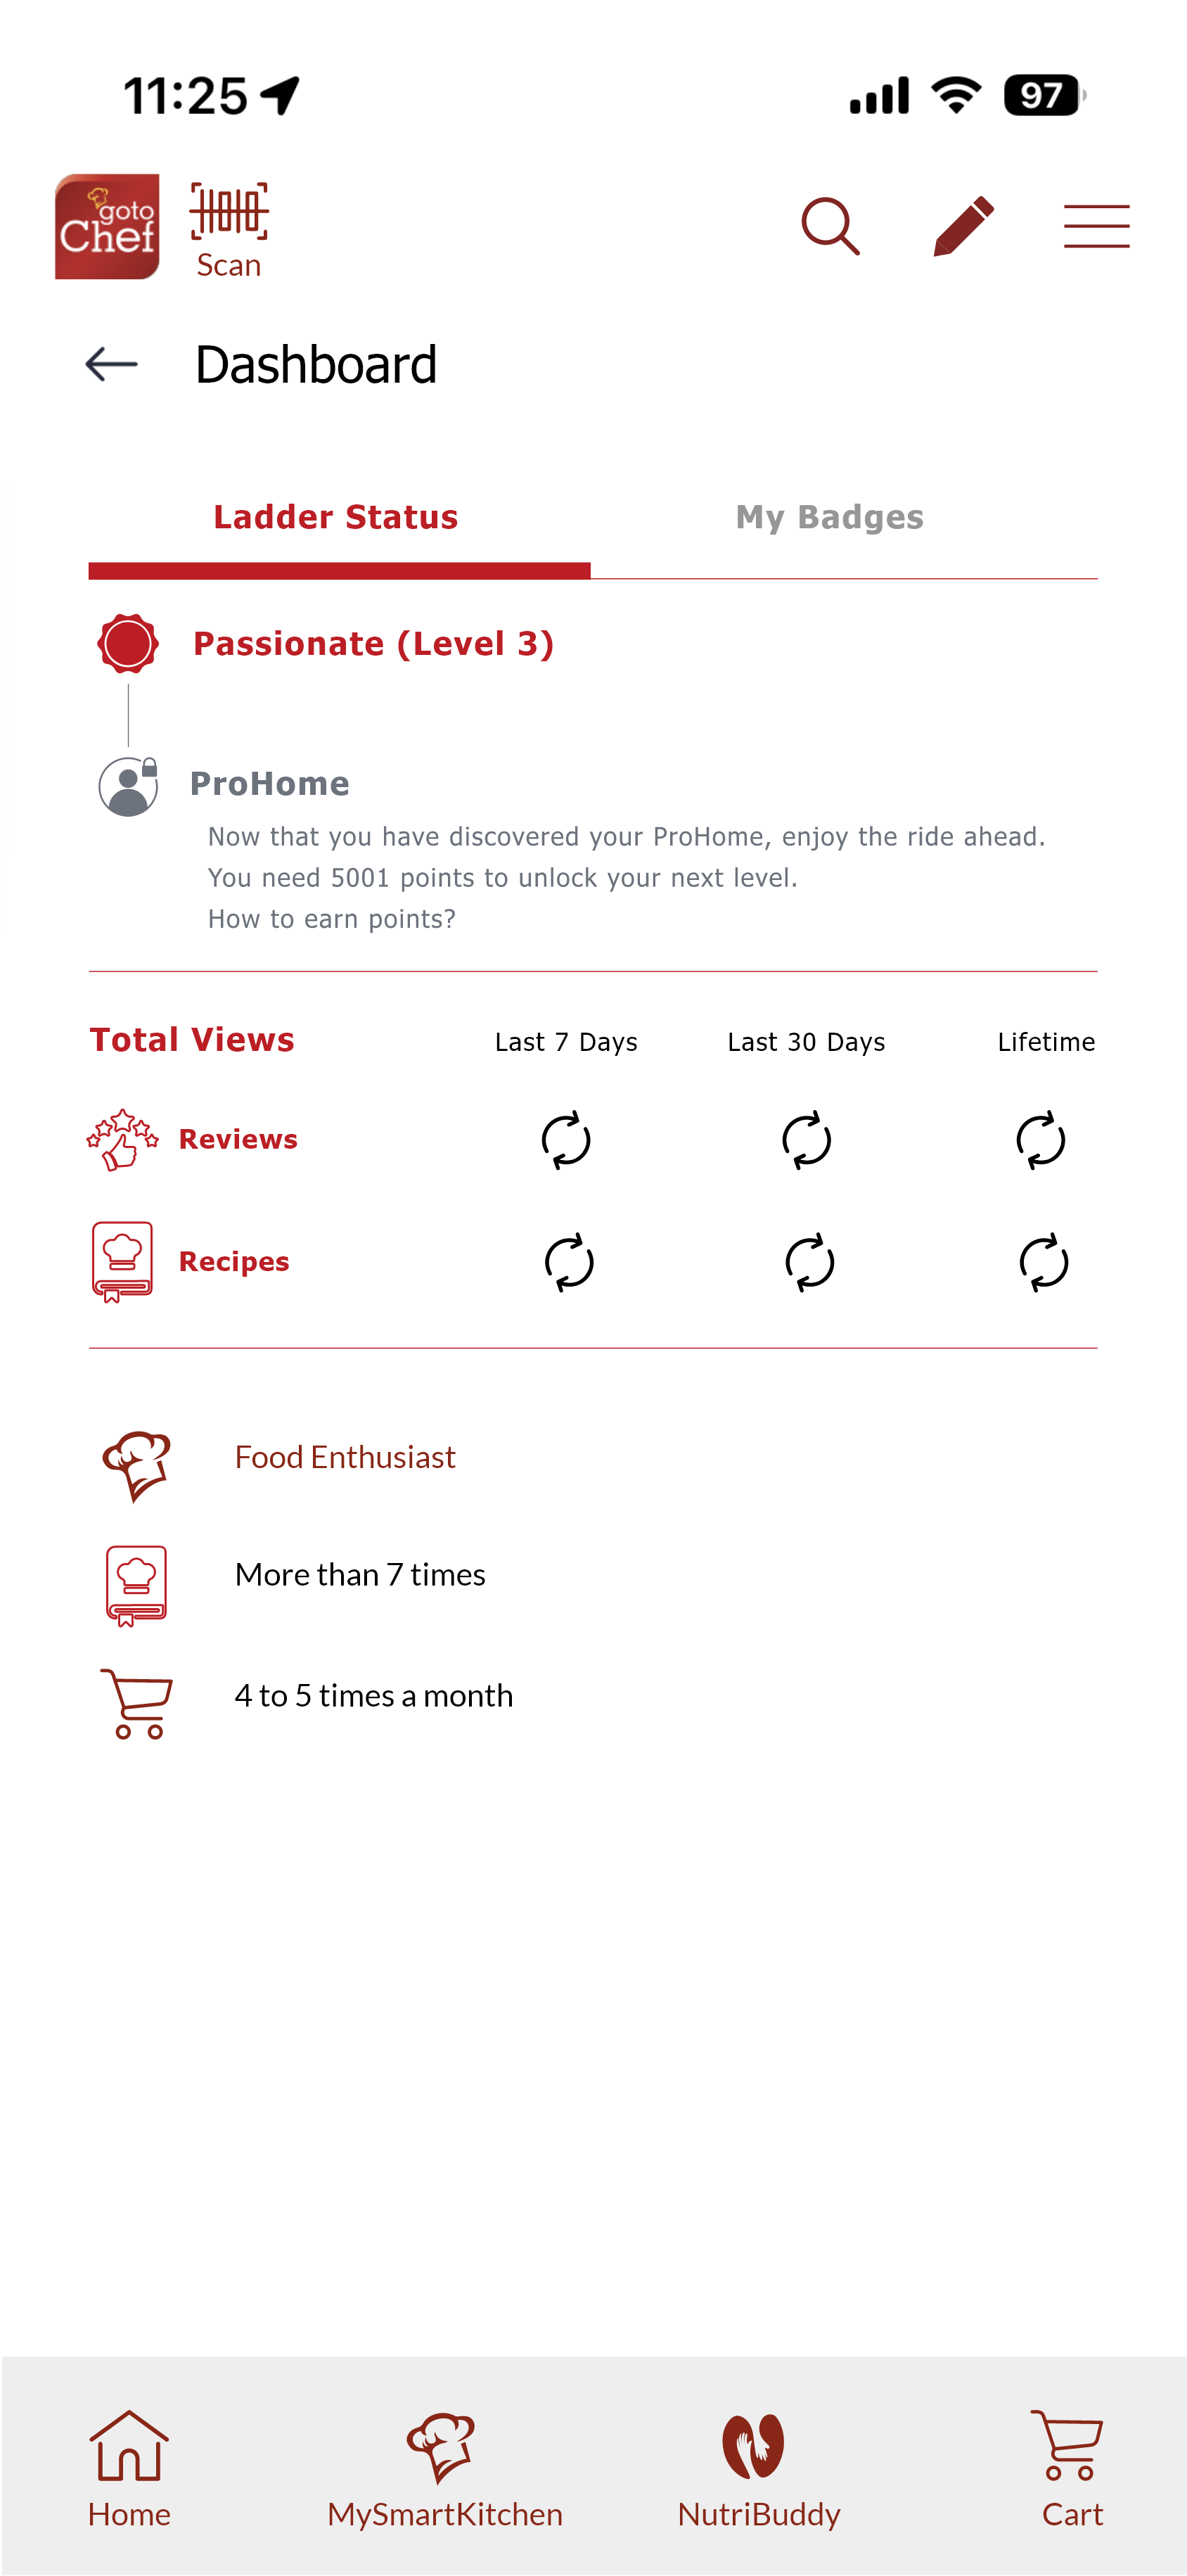 11:25
97
goto
Chef
Scan
Dashboard
Ladder Status
My Badges
Passionate (Level 3)
ProHome
Now that you have discovered your ProHome, enjoy the ride ahead.
You need 5001 points to unlock your next level.
How to earn points?
Total Views
Last 7 Days
Last 30 Days
Lifetime
Reviews
Recipes
Food Enthusiast
More than 7 times
4 to 5 times a month
Home
MySmartKitchen
NutriBuddy
Cart